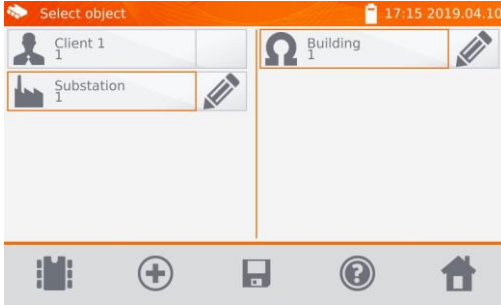 Select object
17:15 2019.04.10
Client 1
1
Substation
1
Building
1